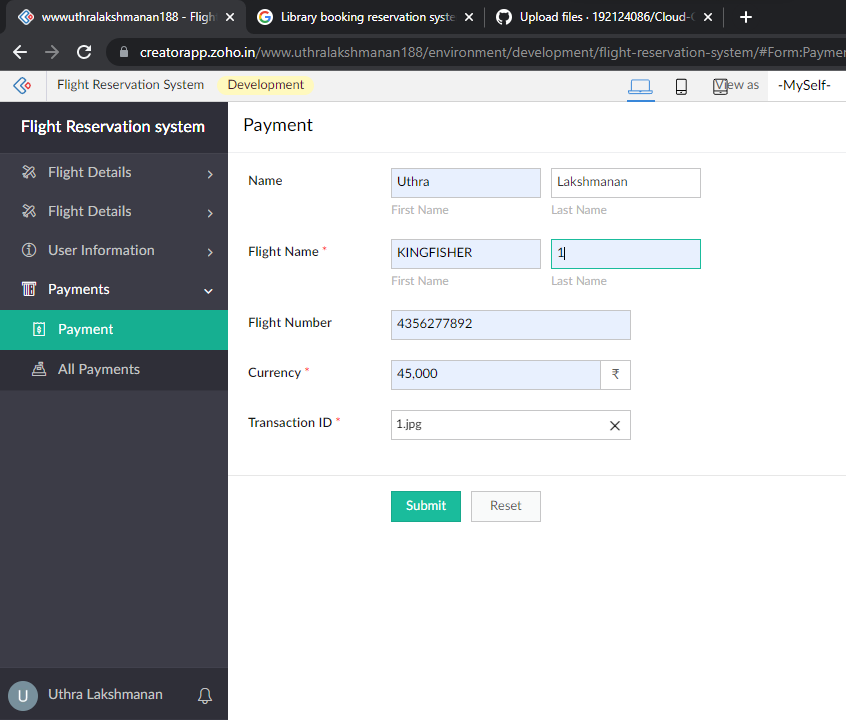 wwwuthralakshmanan188 - Fligh
Library booking reservation syste
Upload files · 192124086/Cloud-C
creatorapp.zoho.in/www.uthralakshmanan188/environment/development/flight-reservation-system/#Form:Paymen
Flight Reservation System Development View as -MySelf-
Flight Reservation system
Payment
Flight Details
Flight Details
User Information
Payments
Payment
All Payments
Name Uthra Lakshmanan
First Name Last Name
Flight Name * KINGFISHER 1
First Name Last Name
Flight Number 4356277892
Currency * 45,000 ₹
Transaction ID * 1.jpg
Submit Reset
U Uthra Lakshmanan